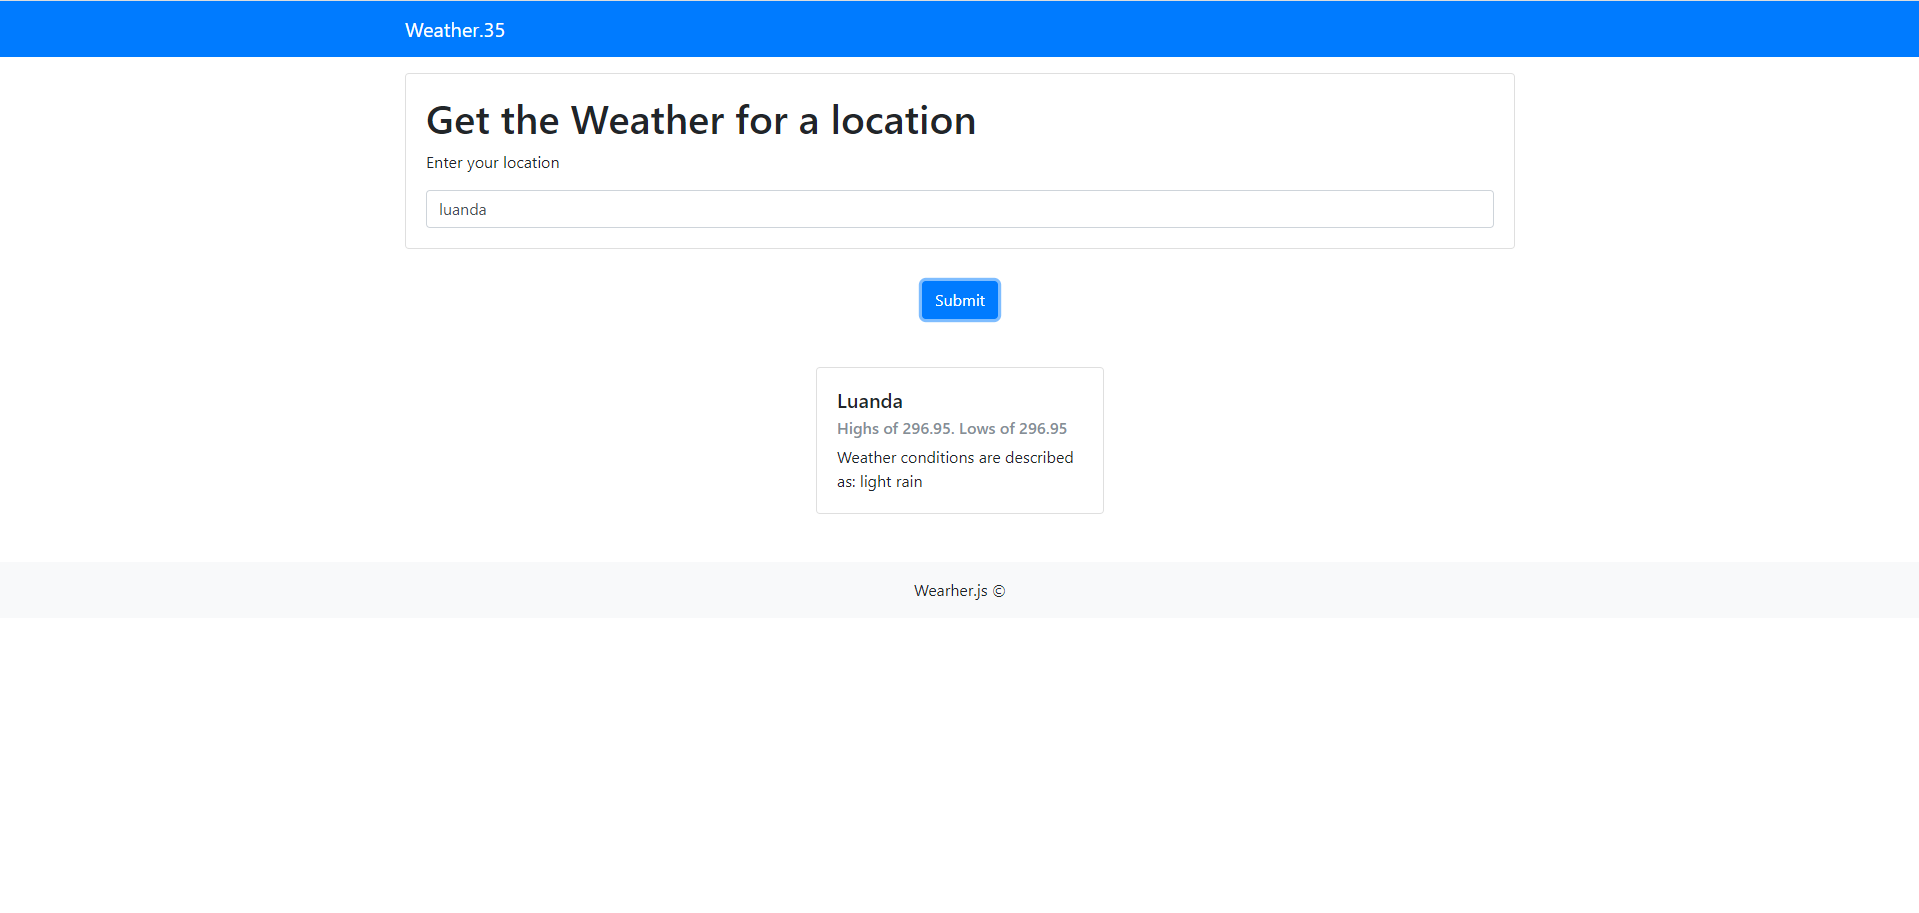 Weather.35
Get the Weather for a location
Enter your location
luanda
Submit
Luanda
Highs of 296.95. Lows of 296.95
Weather conditions are described
as: light rain
Wearher.js ©